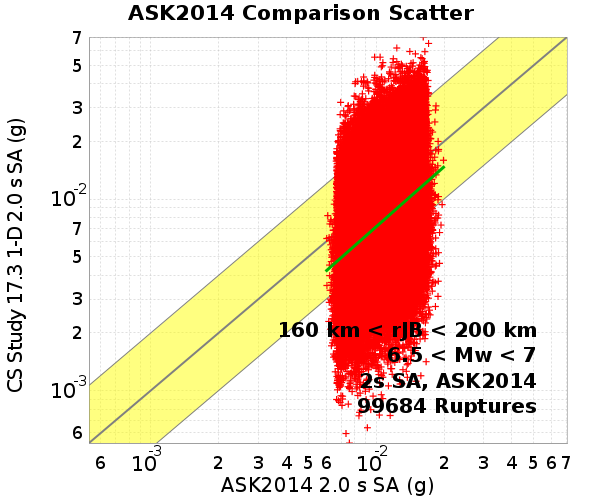 ASK2014 Comparison Scatter
CS Study 17.3 1-D 2.0 s SA (g)
7
5
3
2
10-2
7
5
3
2
10-3
6
160 km < rJB < 200 km
6.5 < Mw < 7
2s SA, ASK2014
99684 Ruptures
6 10-3 2 3 4 5 6 10-2 2 3 4 5 6 7
ASK2014 2.0 s SA (g)